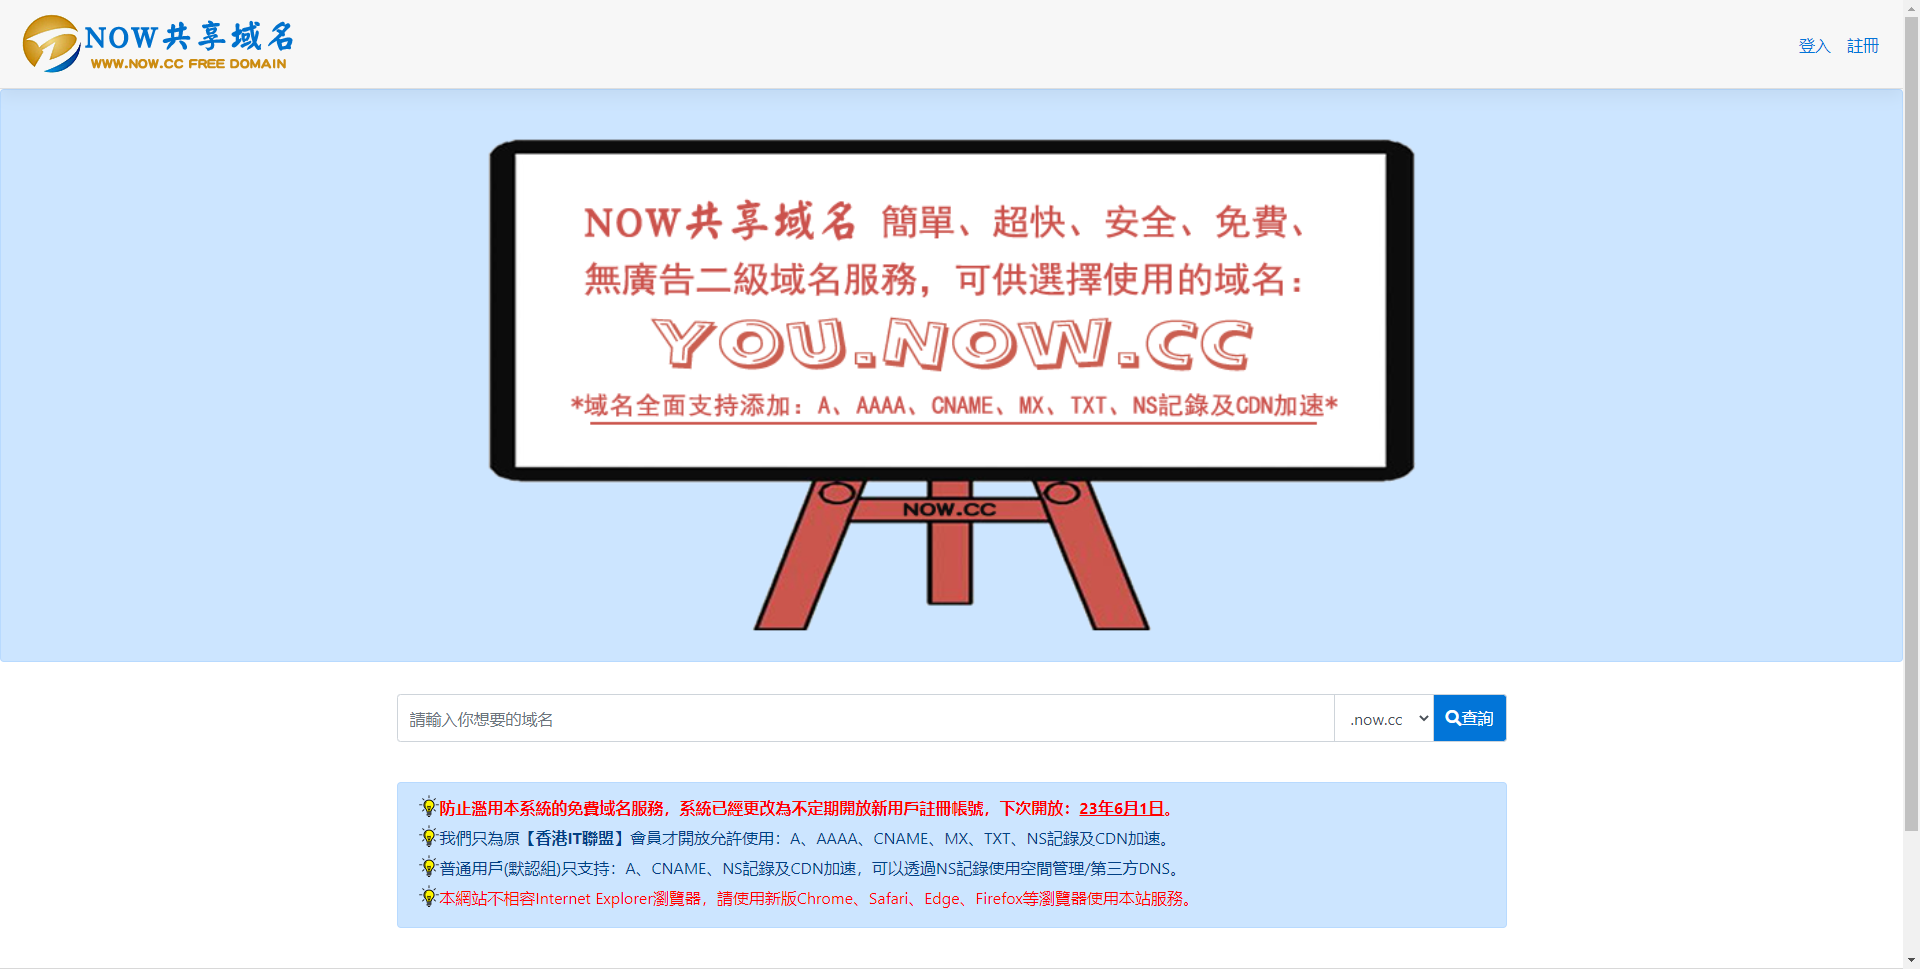 NOW共享域名
WWW.NOW.CC FREE DOMAIN
登入 註冊
NOW共享域名 簡單、超快、安全、免費、
無廣告二級域名服務，可供選擇使用的域名：
YOU.NOW.CC
*域名全面支持添加：A、AAAA、CNAME、MX、TXT、NS記錄及CDN加速*
NOW.CC
請輸入你想要的域名 .now.cc 查詢
防止濫用本系統的免費域名服務，系統已經更改為不定期開放新用戶註冊帳號，下次開放：23年6月1日。
我們只為原【香港IT聯盟】會員才開放允許使用：A、AAAA、CNAME、MX、TXT、NS記錄及CDN加速。
普通用戶(默認組)只支持：A、CNAME、NS記錄及CDN加速，可以透過NS記錄使用空間管理/第三方DNS。
本網站不相容Internet Explorer瀏覽器，請使用新版Chrome、Safari、Edge、Firefox等瀏覽器使用本站服務。